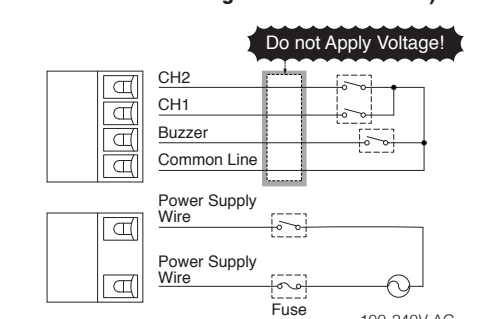 Do not Apply Voltage!
CH2
CH1
Buzzer
Common Line
Power Supply
Wire
Power Supply
Wire
Fuse